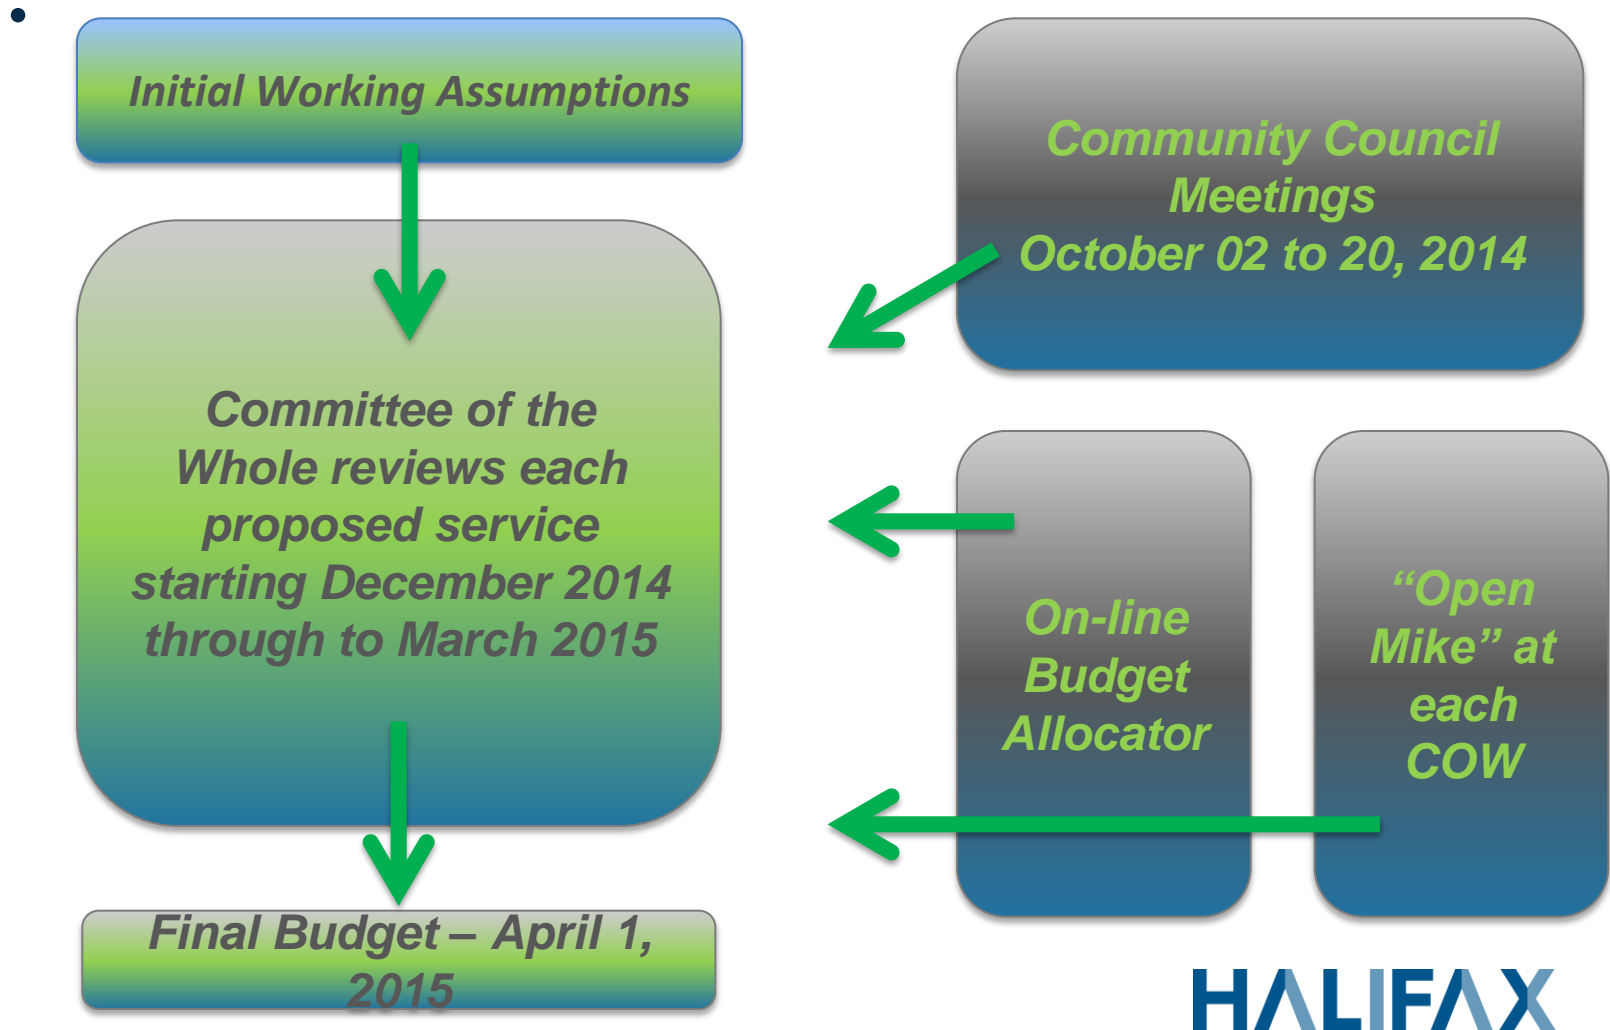 Initial Working Assumptions
Committee of the
Whole reviews each
proposed service
starting December 2014
through to March 2015
Final Budget – April 1,
2015
Community Council
Meetings
October 02 to 20, 2014
On-line
Budget
Allocator
“Open
Mike” at
each
COW
HALIFAX